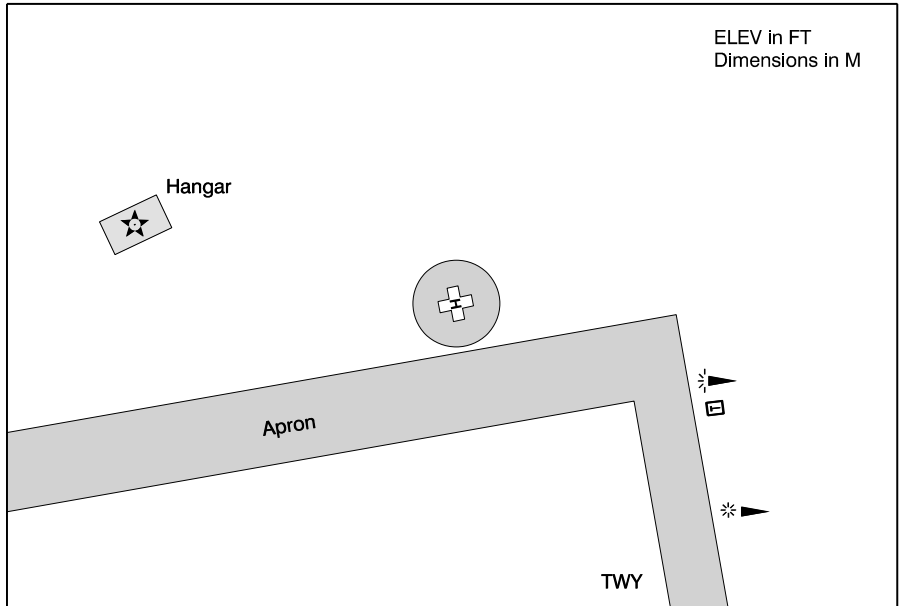 ELEV in FT
Dimensions in M
Hangar
H
Apron
T
TWY